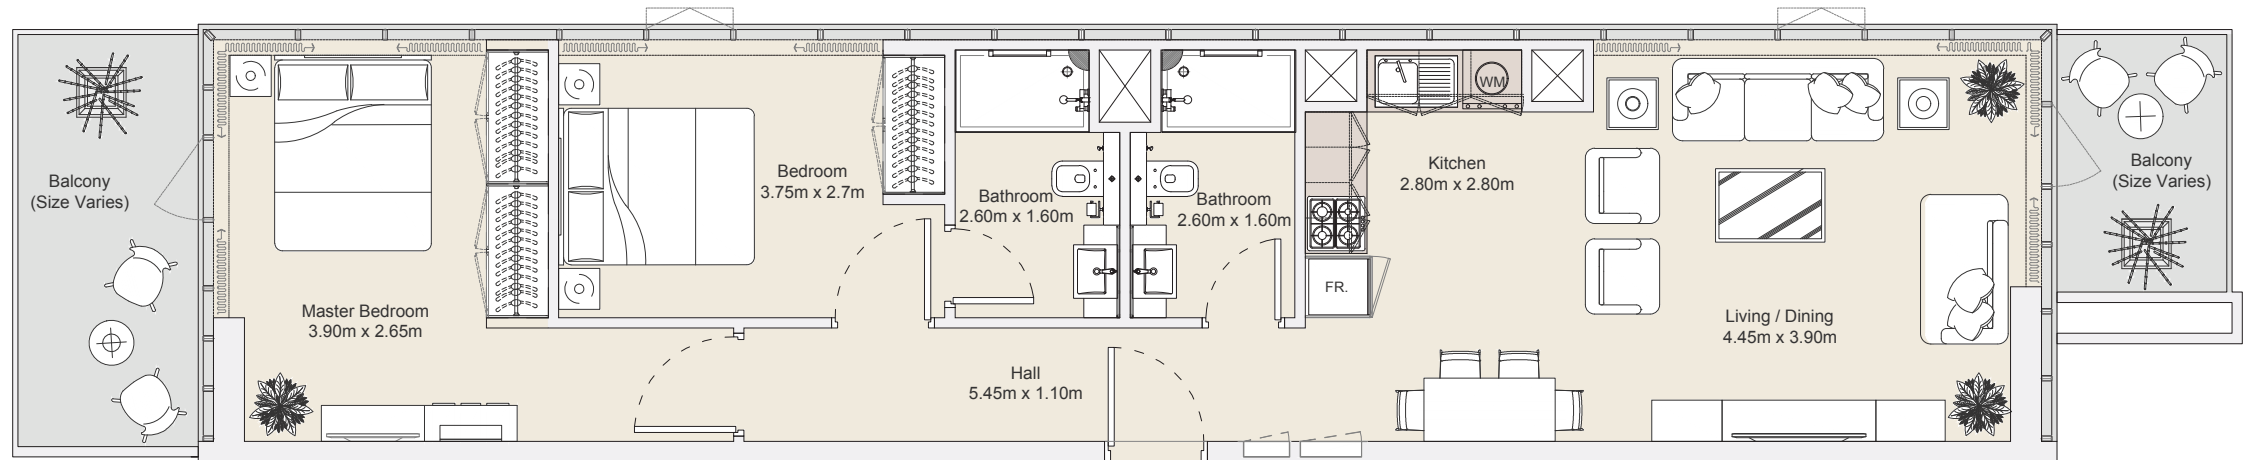 Balcony
(Size Varies)
Master Bedroom
3.90m x 2.65m
Bedroom
3.75m x 2.7m
Bathroom
2.60m x 1.60m
Bathroom
2.60m x 1.60m
Hall
5.45m x 1.10m
WM
Kitchen
2.80m x 2.80m
FR.
Living / Dining
4.45m x 3.90m
Balcony
(Size Varies)